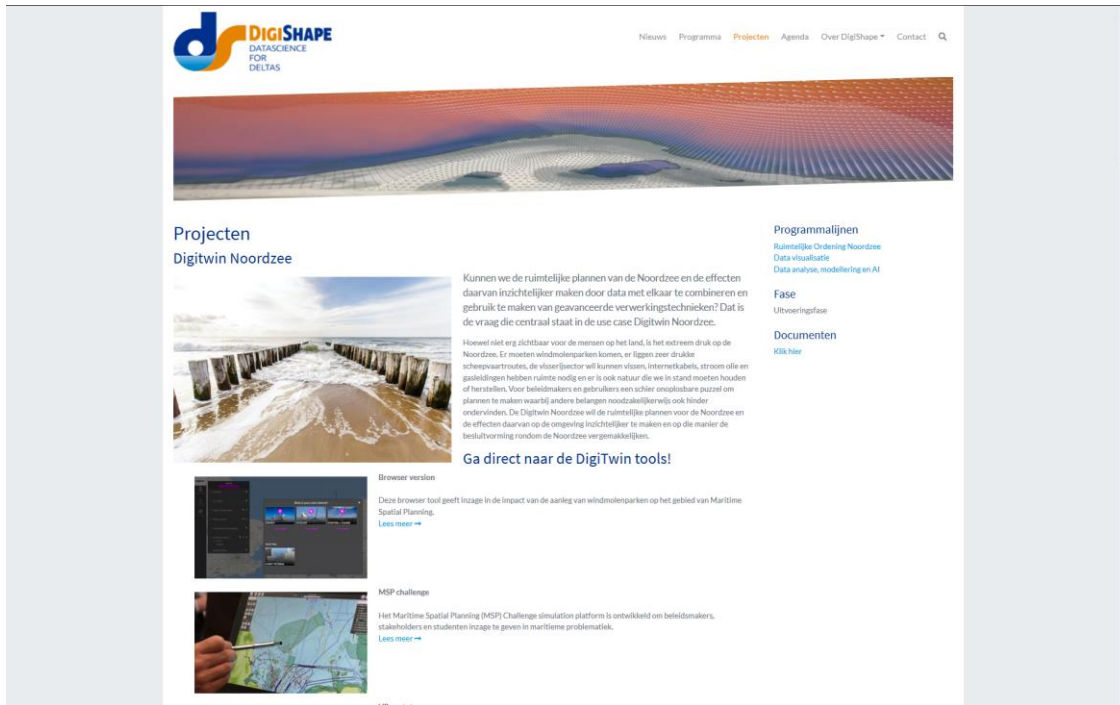 DIGISHAPE
DATASCIENCE
FOR
DELTAS
Nieuws Programma Projecten Agenda Over DigiShape Contact
Projecten
Digitwin Noordzee
Kunnen we de ruimtelijke plannen van de Noordzee en de effecten
daarvan inzichtelijker maken door data met elkaar te combineren en
gebruik te maken van geavanceerde verwerkingstechnieken? Dat is
de vraag die centraal staat in de use case Digitwin Noordzee.
Hoewel niet erg zichtbaar voor de mensen op het land, is het extreem druk op de
Noordzee. Er moeten windmolenparken komen, er liggen zeer drukke
scheepvaartroutes, de visserijsector wil kunnen vissen, internetkabels, stroom olie en
gasleidingen hebben ruimte nodig en er is ook natuur die we in stand moeten houden
of herstellen. Voor beleidmakers en gebruikers een schier onoplosbare puzzel om
plannen te maken waarbij andere belangen noodzakelijkerwijs ook hinder
ondervinden. De Digitwin Noordzee wil de ruimtelijke plannen voor de Noordzee en
de effecten daarvan op de omgeving inzichtelijker te maken en op die manier de
besluitvorming rondom de Noordzee vergemakkelijken.
Ga direct naar de DigiTwin tools!
Browser version
Deze browser tool geeft inzage in de impact van de aanleg van windmolenparken op het gebied van Maritime
Spatial Planning.
Lees meer →
MSP challenge
Het Maritime Spatial Planning (MSP) Challenge simulation platform is ontwikkeld om beleidsmakers,
stakeholders en studenten inzage te geven in maritieme problematiek.
Lees meer →
Programmalijnen
Ruimtelijke Ordening Noordzee
Data visualisatie
Data analyse, modellering en AI
Fase
Uitvoeringsfase
Documenten
Klik hier